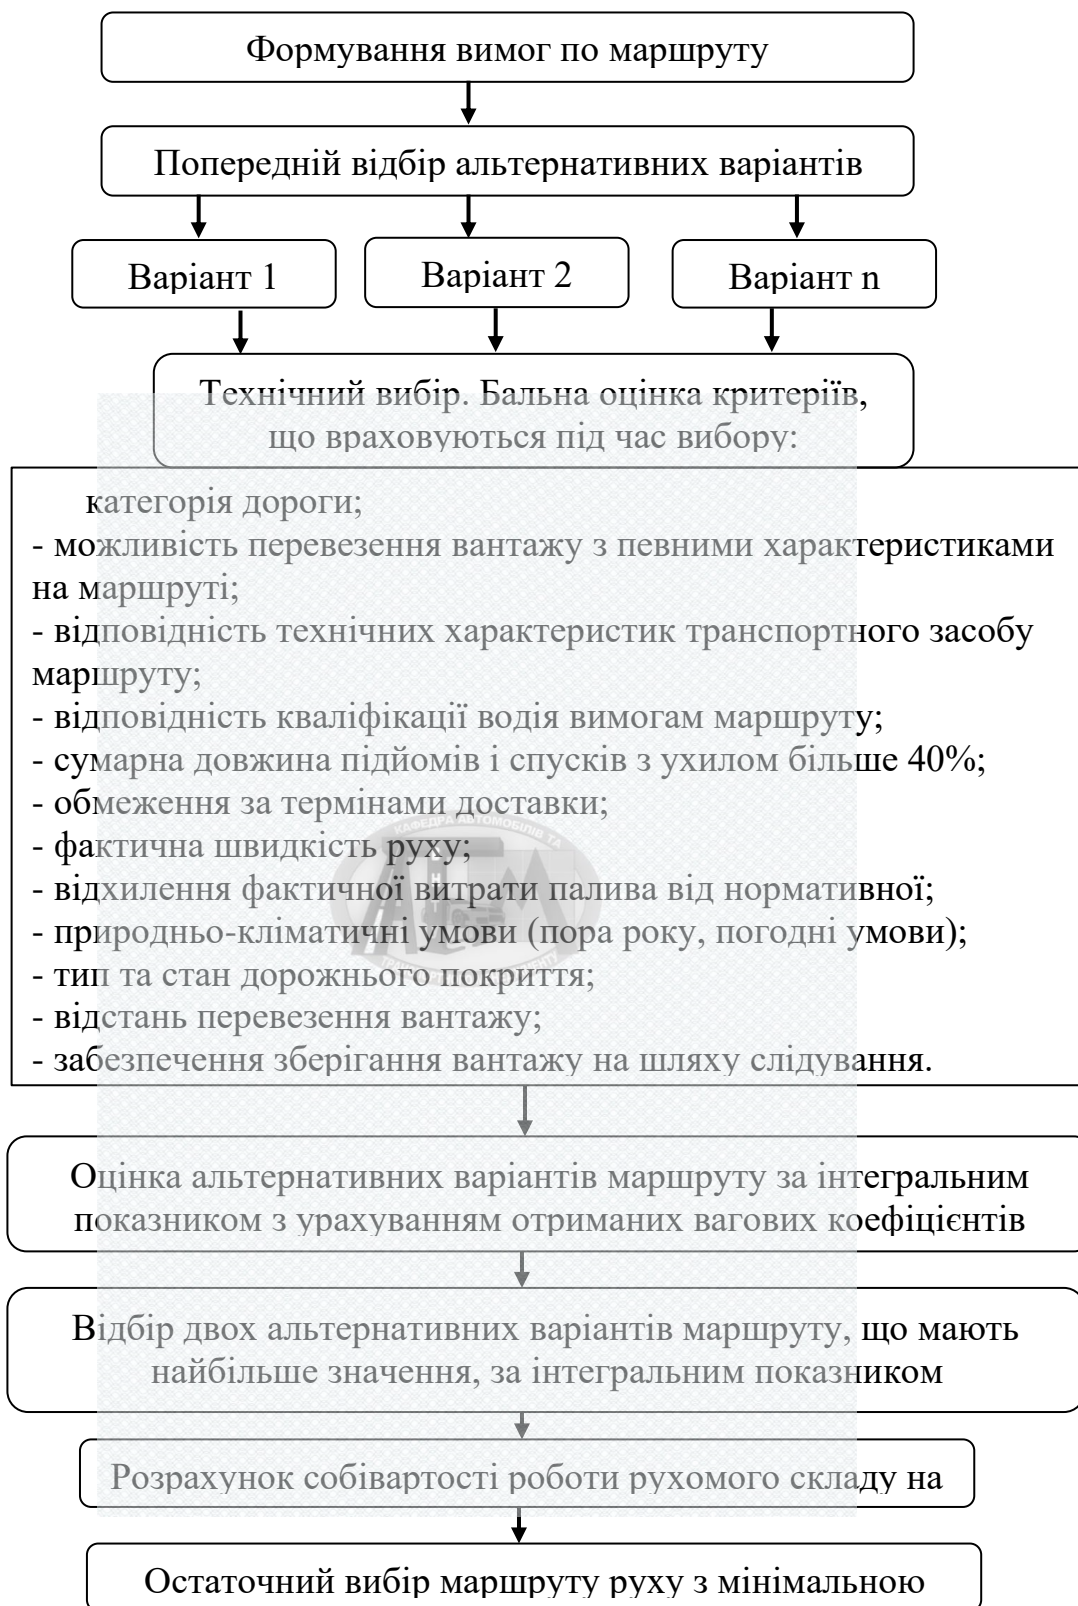 Формування вимог по маршруту
Попередній відбір альтернативних варіантів
Варіант 1
Варіант 2
Варіант n
Технічний вибір. Бальна оцінка критеріїв,
що враховуються під час вибору:
категорія дороги;
- можливість перевезення вантажу з певними характеристиками
на маршруті;
- відповідність технічних характеристик транспортного засобу
маршруту;
- відповідність кваліфікації водія вимогам маршруту;
- сумарна довжина підйомів і спусків з ухилом більше 40%;
- обмеження за термінами доставки;
- фактична швидкість руху;
- відхилення фактичної витрати палива від нормативної;
- природньо-кліматичні умови (пора року, погодні умови);
- тип та стан дорожнього покриття;
- відстань перевезення вантажу;
- забезпечення зберігання вантажу на шляху слідування.
КАФЕДРА АВТОМОБІЛІВ ТА
Оцінка альтернативних варіантів маршруту за інтегральним
показником з урахуванням отриманих вагових коефіцієнтів
Відбір двох альтернативних варіантів маршруту, що мають
найбільше значення, за інтегральним показником
Розрахунок собівартості роботи рухомого складу на
Остаточний вибір маршруту руху з мінімальною